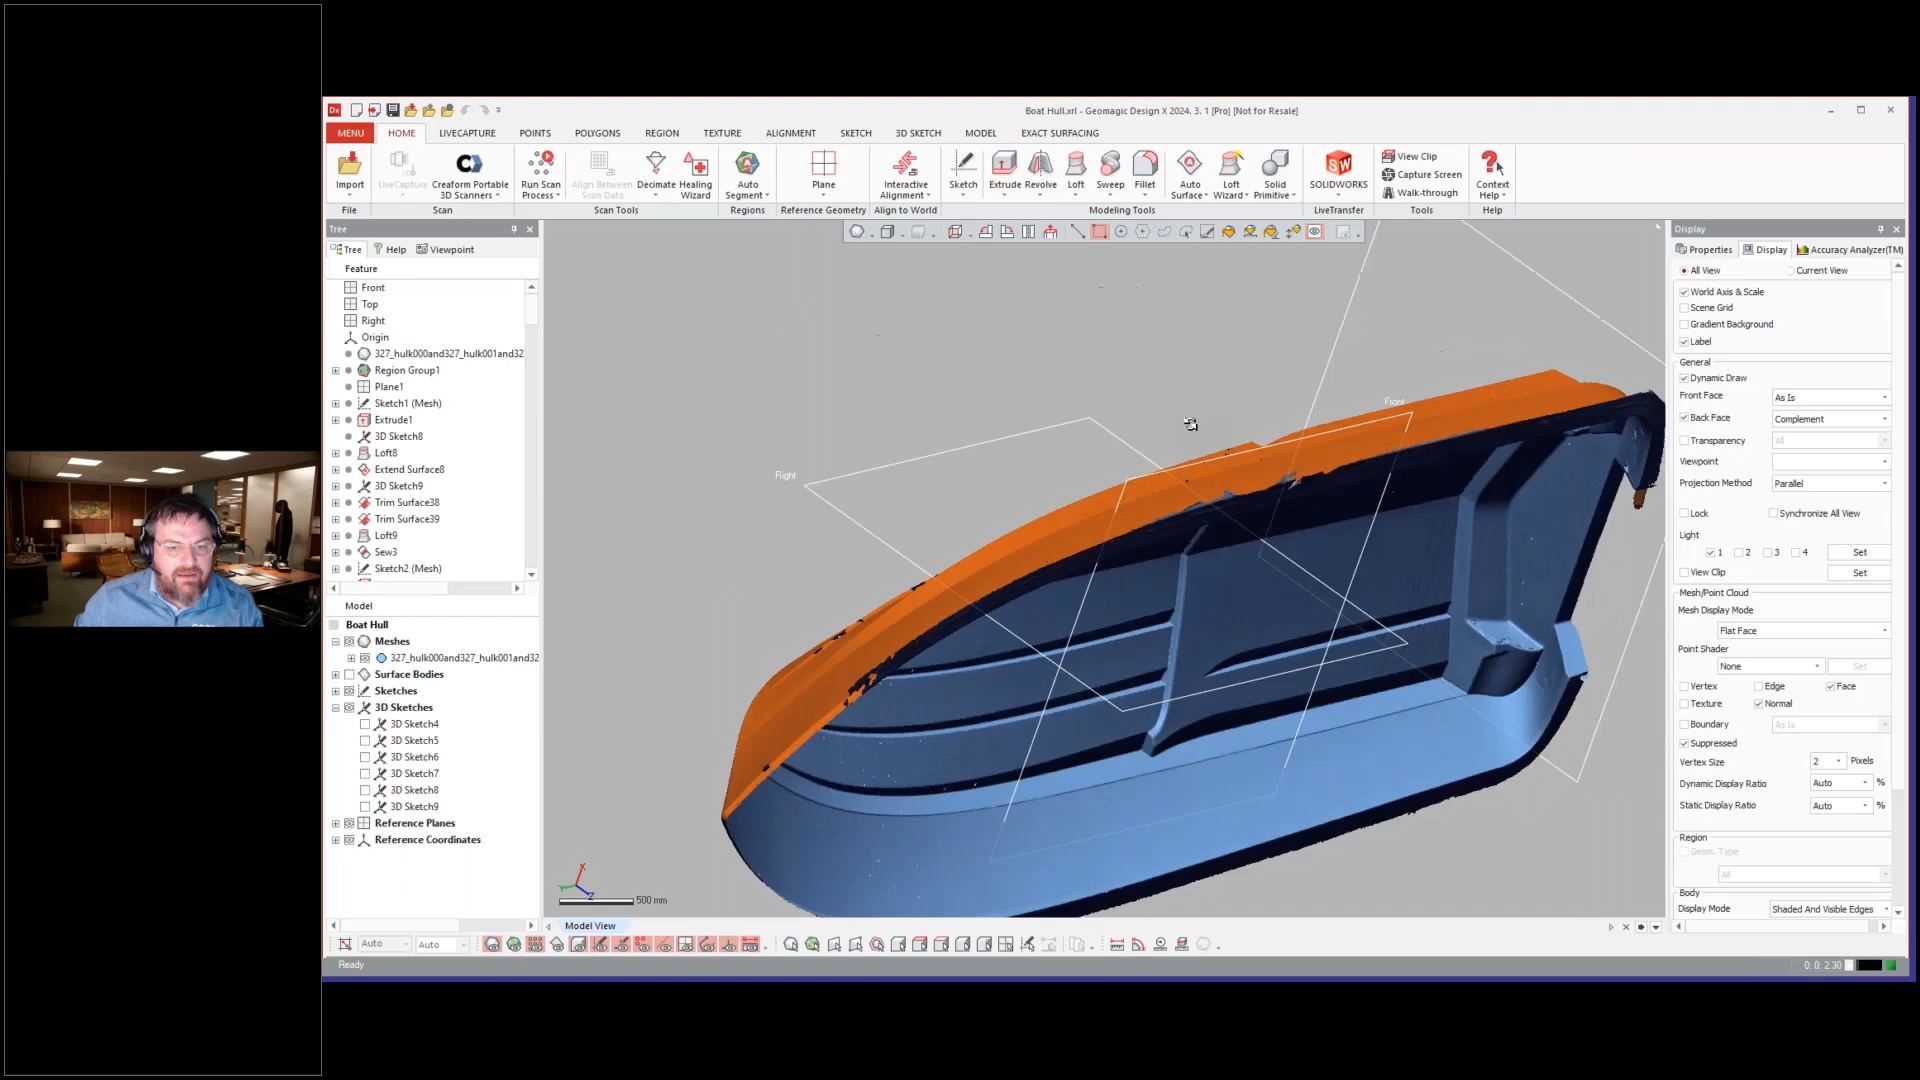 Dx
Boat Hull.xrl - Geomagic Design X 2024. 3. 1 [Pro] [Not for Resale]
MENU HOME LIVECAPTURE POINTS POLYGONS REGION TEXTURE ALIGNMENT SKETCH 3D SKETCH MODEL EXACT SURFACING
Import
LiveCapture
Creaform Portable 3D Scanners
Run Scan Process
Align Between Scan Data
Decimate
Healing Wizard
Auto Segment
Plane
Interactive Alignment
Sketch
Extrude
Revolve
Loft
Sweep
Fillet
Auto Surface
Loft Wizard
Solid Primitive
SW
SOLIDWORKS
View Clip
Capture Screen
Walk-through
Context Help
File Scan Scan Tools Regions Reference Geometry Align to World Modeling Tools LiveTransfer Tools Help
Tree
Tree Help Viewpoint
Feature
Front
Top
Right
Origin
327_hulk000and327_hulk001and32
Region Group1
Plane1
Sketch1 (Mesh)
Extrude1
3D Sketch8
Loft8
Extend Surface8
3D Sketch9
Trim Surface38
Trim Surface39
Loft9
Sew3
Sketch2 (Mesh)
Model
Boat Hull
Meshes
327_hulk000and327_hulk001and32
Surface Bodies
Sketches
3D Sketches
3D Sketch4
3D Sketch5
3D Sketch6
3D Sketch7
3D Sketch8
3D Sketch9
Reference Planes
Reference Coordinates
Right
Front
X
Y
Z
500 mm
Model View
Auto Auto
Ready
0: 0: 2.30
Display
Properties Display Accuracy Analyzer(TM)
All View Current View
World Axis & Scale
Scene Grid
Gradient Background
Label
General
Dynamic Draw
Front Face As Is
Back Face Complement
Transparency All
Viewpoint
Projection Method Parallel
Lock Synchronize All View
Light
1 2 3 4 Set
View Clip Set
Mesh/Point Cloud
Mesh Display Mode
Flat Face
Point Shader
None Set
Vertex Edge Face
Texture Normal
Boundary As Is
Suppressed
Vertex Size 2 Pixels
Dynamic Display Ratio Auto %
Static Display Ratio Auto %
Region
Geom. Type
All
Body
Display Mode Shaded And Visible Edges